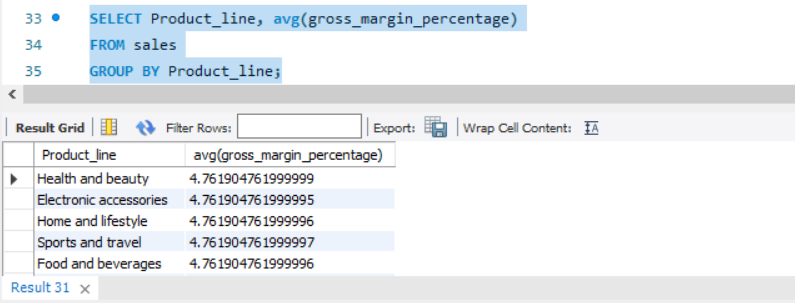 33 SELECT Product_line, avg(gross_margin_percentage)
34 FROM sales
35 GROUP BY Product_line;
Result Grid Filter Rows: Export: Wrap Cell Content: IA
Product_line avg(gross_margin_percentage)
Health and beauty 4.761904761999999
Electronic accessories 4.761904761999995
Home and lifestyle 4.761904761999996
Sports and travel 4.761904761999997
Food and beverages 4.761904761999996
Result 31 ×